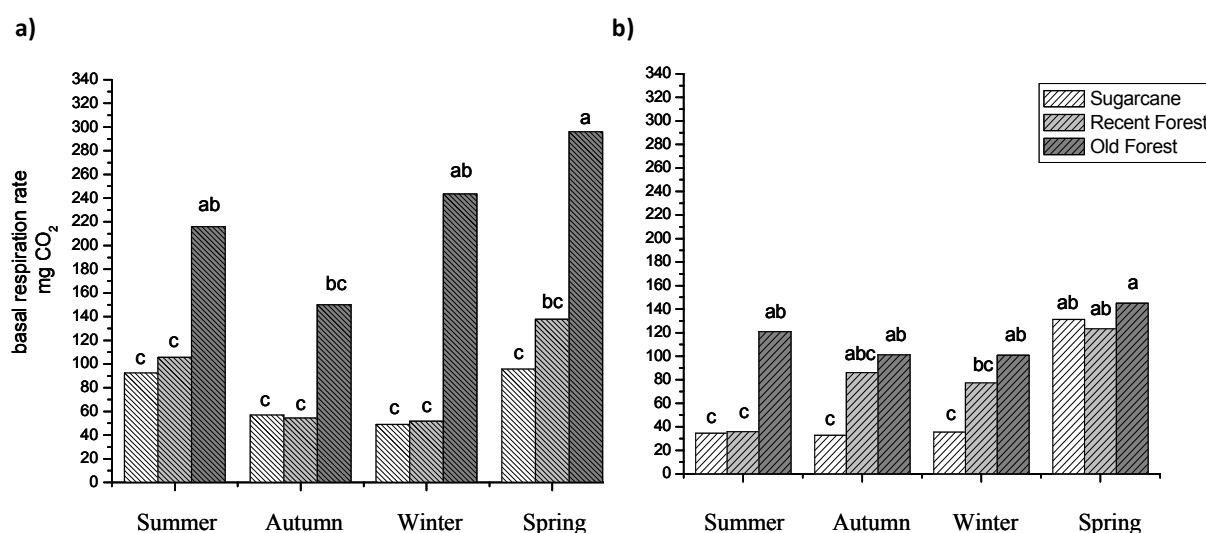 a)
340
320
300
280
260
240
220
200
180
160
140
120
100
80
60
40
20
0
basal respiration rate
mg CO₂
c c ab
c c bc
c c ab
c bc a
Summer Autumn Winter Spring
b)
340
320
300
280
260
240
220
200
180
160
140
120
100
80
60
40
20
0
Sugarcane
Recent Forest
Old Forest
c c ab
c abc ab
c bc ab
ab ab a
Summer Autumn Winter Spring